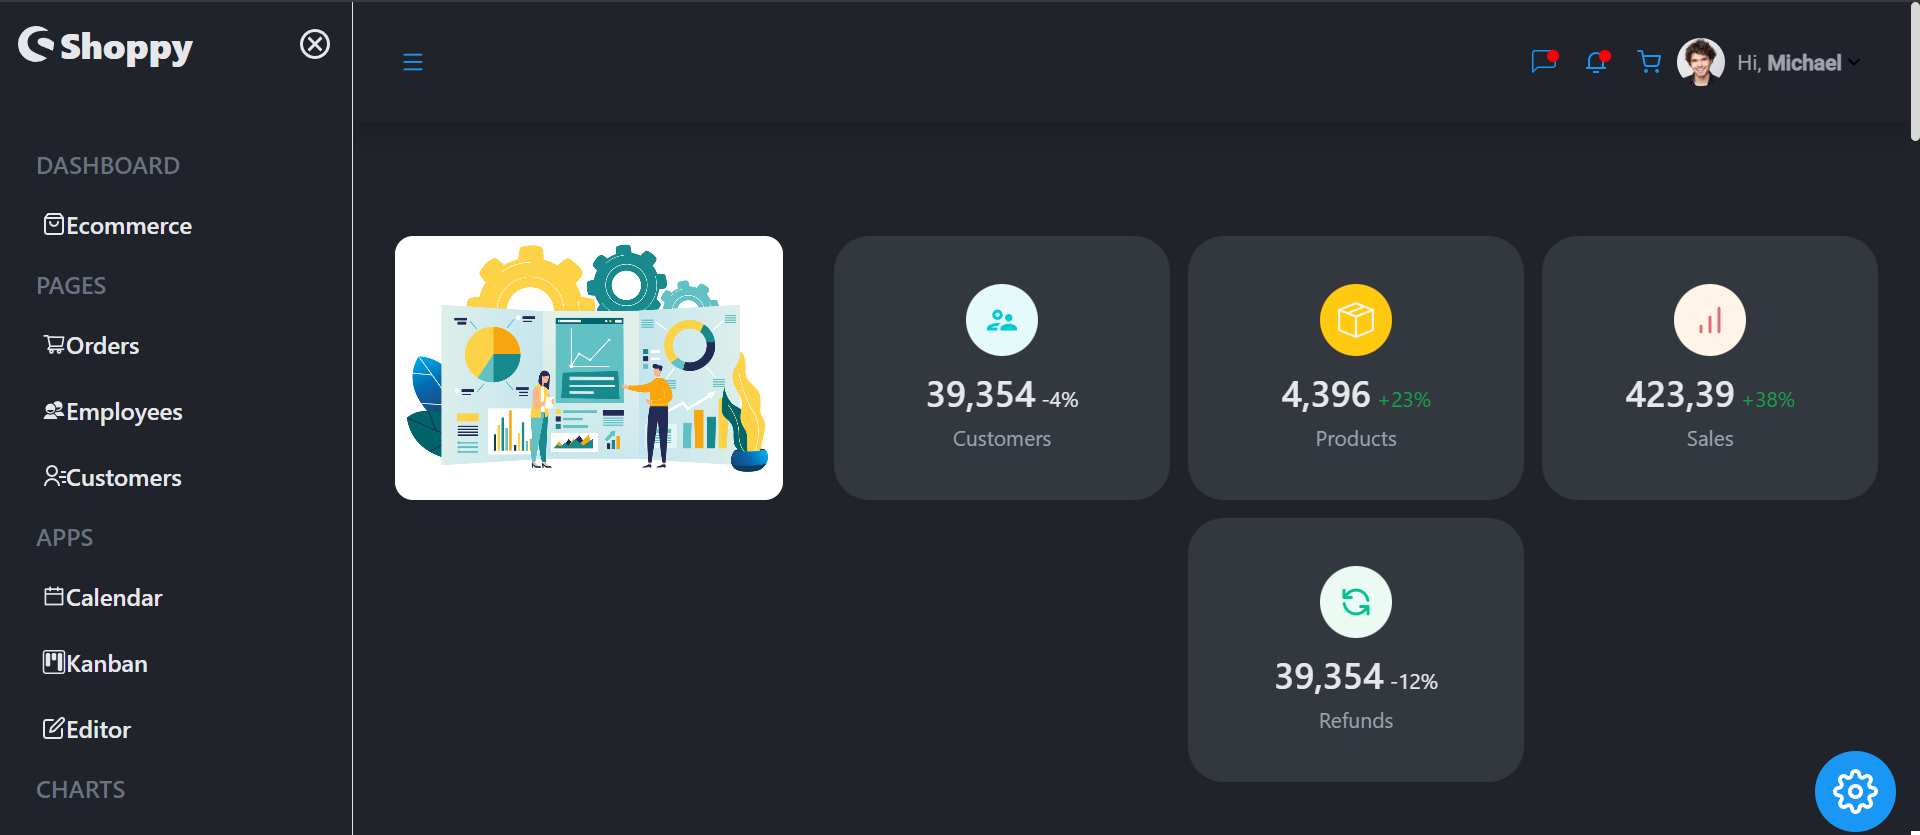 Shoppy
Hi, Michael
DASHBOARD
Ecommerce
PAGES
Orders
Employees
Customers
APPS
Calendar
Kanban
Editor
CHARTS
39,354 -4%
Customers
4,396 +23%
Products
423,39 +38%
Sales
39,354 -12%
Refunds